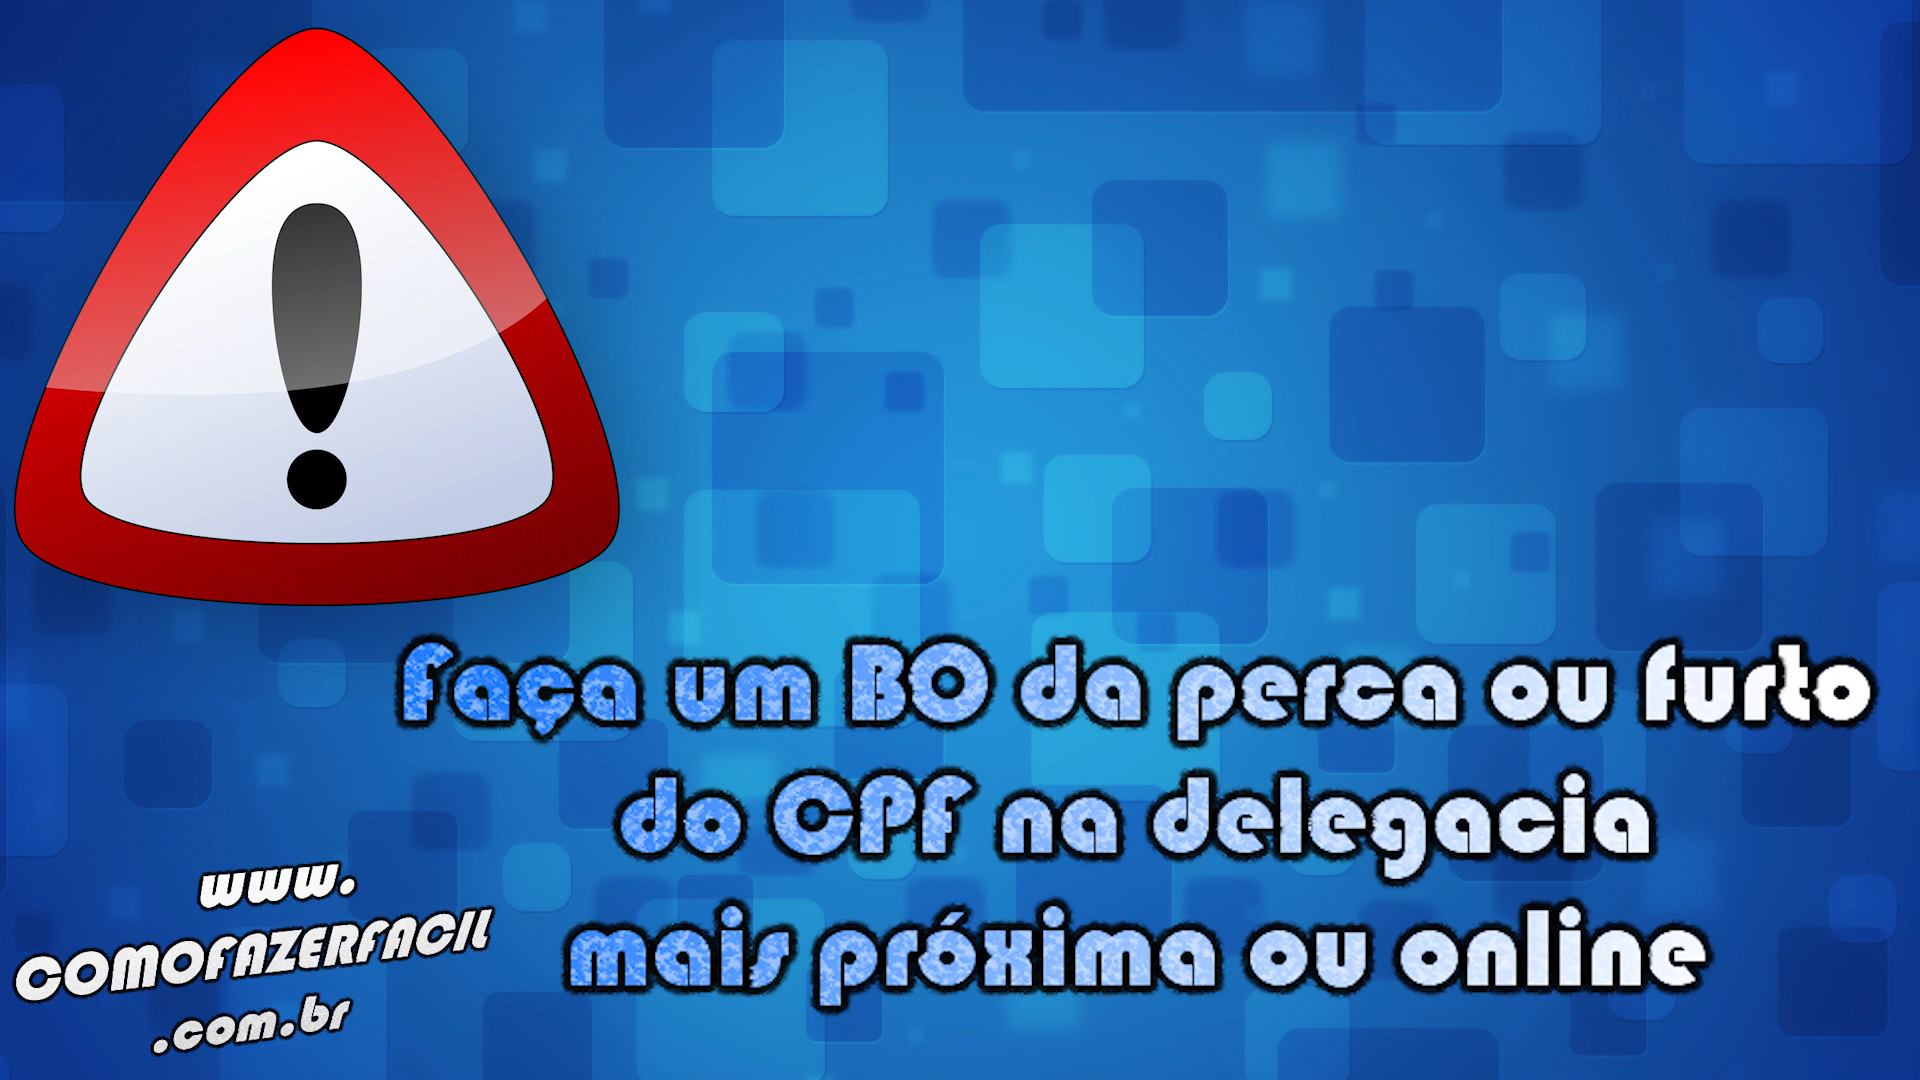 Faça um BO da perca ou furto
do CPF na delegacia
mais próxima ou online
www.
COMOFAZERFACIL
.com.br